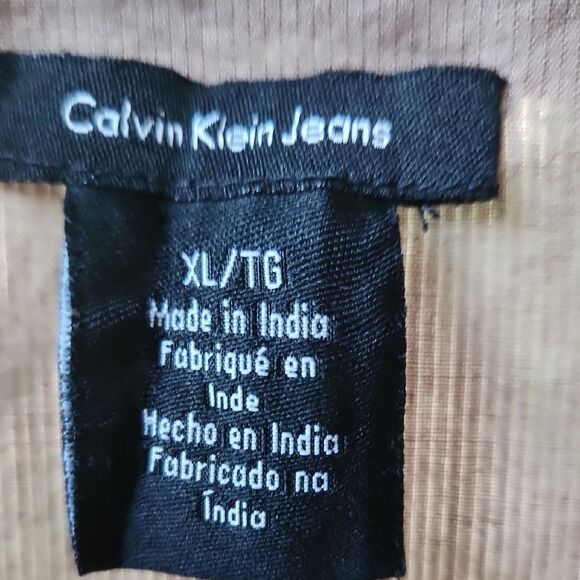 Calvin Klein Jeans
XL/TG
Made in India
Fabriqué en
Inde
Hecho en India
Fabricado na
Índia